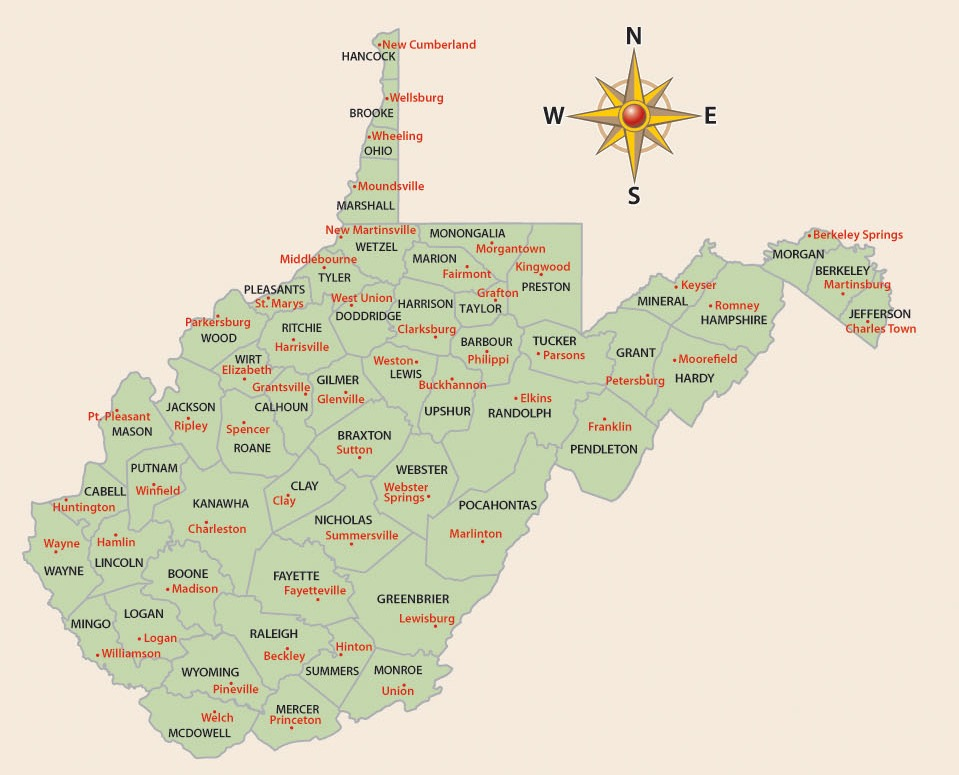 N
New Cumberland
HANCOCK
Wellsburg
W
E
BROOKE
Wheeling
OHIO
Moundsville
S
MARSHALL
New Martinsville
MONONGALIA
Berkeley Springs
WETZEL
Morgantown
MORGAN
Middlebourne
MARION
Kingwood
BERKELEY
TYLER
Fairmont
Martinsburg
PLEASANTS
PRESTON
Keyser
St. Marys
West Union
HARRISON
Grafton
MINERAL
Romney
JEFFERSON
DODDRIDGE
TAYLOR
HAMPSHIRE
Charles Town
Parkersburg
RITCHIE
Clarksburg
WOOD
Harrisville
BARBOUR
TUCKER
WIRT
Weston
Philippi
Parsons
GRANT
Moorefield
Elizabeth
LEWIS
Petersburg
HARDY
Grantsville
GILMER
Buckhannon
CALHOUN
Glenville
Elkins
JACKSON
UPSHUR
RANDOLPH
Pt. Pleasant
Ripley
Spencer
Franklin
MASON
ROANE
BRAXTON
PENDLETON
Sutton
PUTNAM
WEBSTER
CABELL
Winfield
CLAY
Webster
Springs
Huntington
KANAWHA
Clay
POCAHONTAS
Charleston
NICHOLAS
Summersville
Marlinton
Wayne
Hamlin
WAYNE
LINCOLN
BOONE
FAYETTE
Madison
Fayetteville
GREENBRIER
MINGO
LOGAN
Lewisburg
Logan
RALEIGH
Williamson
Beckley
Hinton
WYOMING
SUMMERS
MONROE
Pineville
Union
Welch
MERCER
Princeton
MCDOWELL